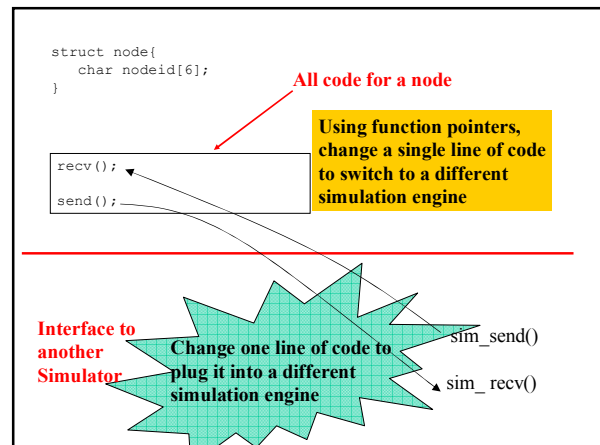 struct node{
char nodeid[6];
}
All code for a node
Using function pointers,
change a single line of code
to switch to a different
simulation engine
recv();
send();
Interface to
another
Simulator
Change one line of code to
plug it into a different
simulation engine
sim_send()
sim_ recv()